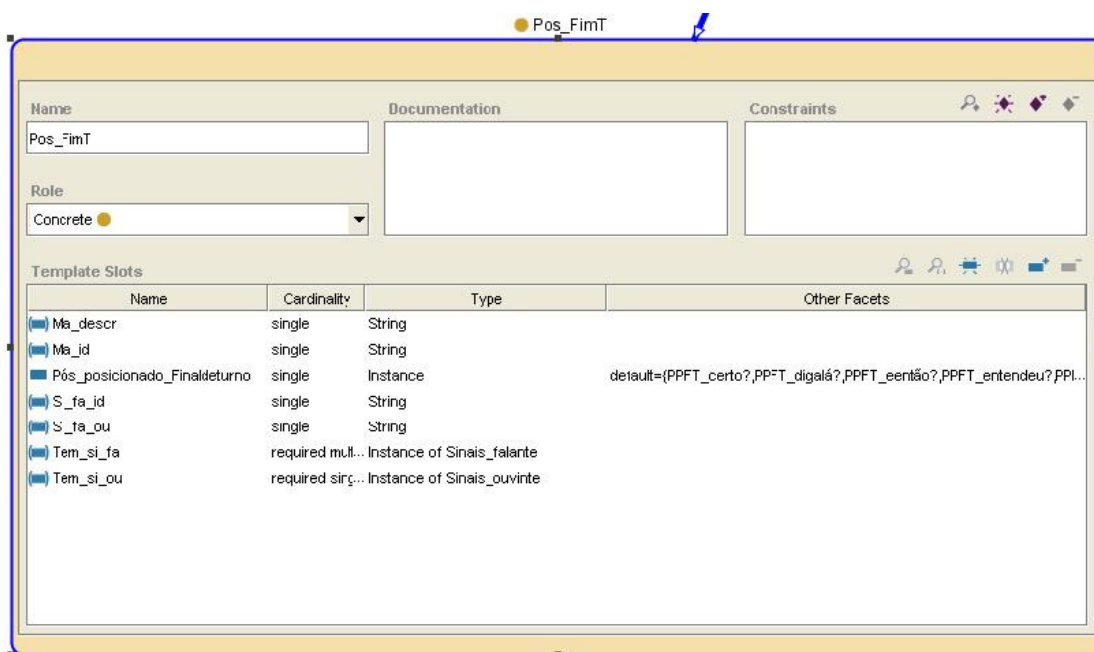 Pos_FimT
Name
Documentation
Constraints
Pos_FimT
Role
Concrete
Template Slots
Name Cardinality Type Other Facets
Ma_descr single String
Ma_id single String
Pós_posicionado_Finaldeturno single Instance default={PPFT_certo?,PPFT_digalá?,PPFT_eentão?,PPFT_entendeu?,PPI...
S_fa_id single String
S_fa_ou single String
Tem_si_fa required mult... Instance of Sinais_falante
Tem_si_ou required sing... Instance of Sinais_ouvinte